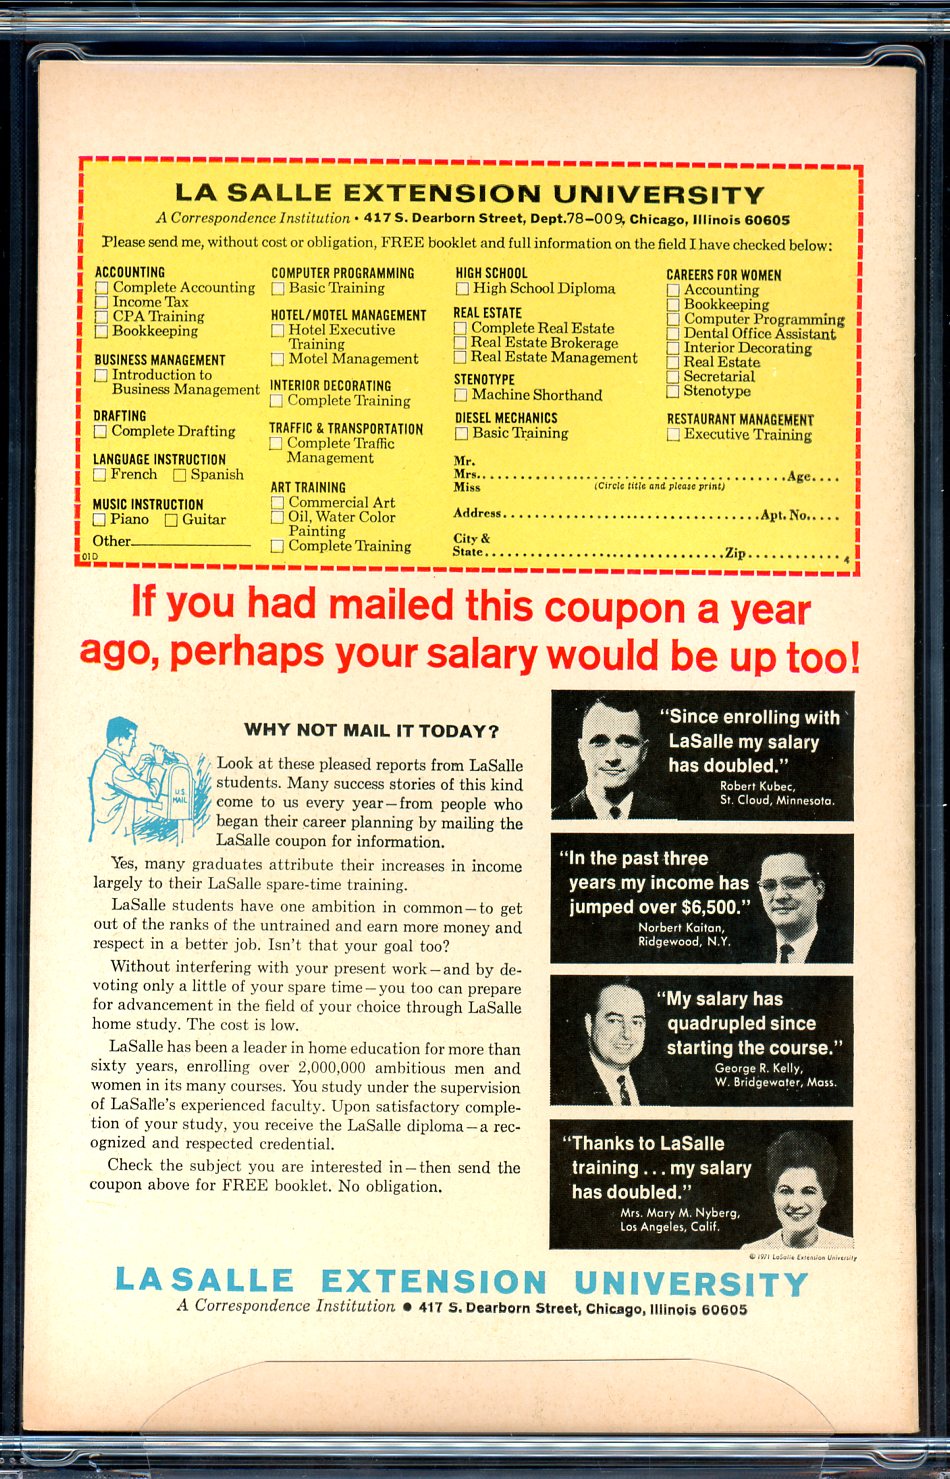 LA SALLE EXTENSION UNIVERSITY
A Correspondence Institution • 417 S. Dearborn Street, Dept.78-009, Chicago, Illinois 60605
Please send me, without cost or obligation, FREE booklet and full information on the field I have checked below:
ACCOUNTING
Complete Accounting
Income Tax
CPA Training
Bookkeeping
BUSINESS MANAGEMENT
Introduction to
Business Management
DRAFTING
Complete Drafting
LANGUAGE INSTRUCTION
French Spanish
MUSIC INSTRUCTION
Piano Guitar
Other
01D
COMPUTER PROGRAMMING
Basic Training
HOTEL/MOTEL MANAGEMENT
Hotel Executive
Training
Motel Management
INTERIOR DECORATING
Complete Training
TRAFFIC & TRANSPORTATION
Complete Traffic
Management
ART TRAINING
Commercial Art
Oil, Water Color
Painting
Complete Training
HIGH SCHOOL
High School Diploma
REAL ESTATE
Complete Real Estate
Real Estate Brokerage
Real Estate Management
STENOTYPE
Machine Shorthand
DIESEL MECHANICS
Basic Training
CAREERS FOR WOMEN
Accounting
Bookkeeping
Computer Programming
Dental Office Assistant
Interior Decorating
Real Estate
Secretarial
Stenotype
RESTAURANT MANAGEMENT
Executive Training
Mr.
Mrs. Age
Miss (Circle title and please print)
Address Apt. No.
City &
State Zip 4
If you had mailed this coupon a year
ago, perhaps your salary would be up too!
WHY NOT MAIL IT TODAY?
U.S.
MAIL
Look at these pleased reports from LaSalle
students. Many success stories of this kind
come to us every year—from people who
began their career planning by mailing the
LaSalle coupon for information.
Yes, many graduates attribute their increases in income
largely to their LaSalle spare-time training.
LaSalle students have one ambition in common—to get
out of the ranks of the untrained and earn more money and
respect in a better job. Isn't that your goal too?
Without interfering with your present work—and by de-
voting only a little of your spare time—you too can prepare
for advancement in the field of your choice through LaSalle
home study. The cost is low.
LaSalle has been a leader in home education for more than
sixty years, enrolling over 2,000,000 ambitious men and
women in its many courses. You study under the supervision
of LaSalle's experienced faculty. Upon satisfactory comple-
tion of your study, you receive the LaSalle diploma—a rec-
ognized and respected credential.
Check the subject you are interested in—then send the
coupon above for FREE booklet. No obligation.
"Since enrolling with
LaSalle my salary
has doubled."
Robert Kubec,
St. Cloud, Minnesota.
"In the past three
years my income has
jumped over $6,500."
Norbert Kaitan,
Ridgewood, N.Y.
"My salary has
quadrupled since
starting the course."
George R. Kelly,
W. Bridgewater, Mass.
"Thanks to LaSalle
training...my salary
has doubled."
Mrs. Mary M. Nyberg,
Los Angeles, Calif.
© 1971 LaSalle Extension University
LA SALLE EXTENSION UNIVERSITY
A Correspondence Institution • 417 S. Dearborn Street, Chicago, Illinois 60605